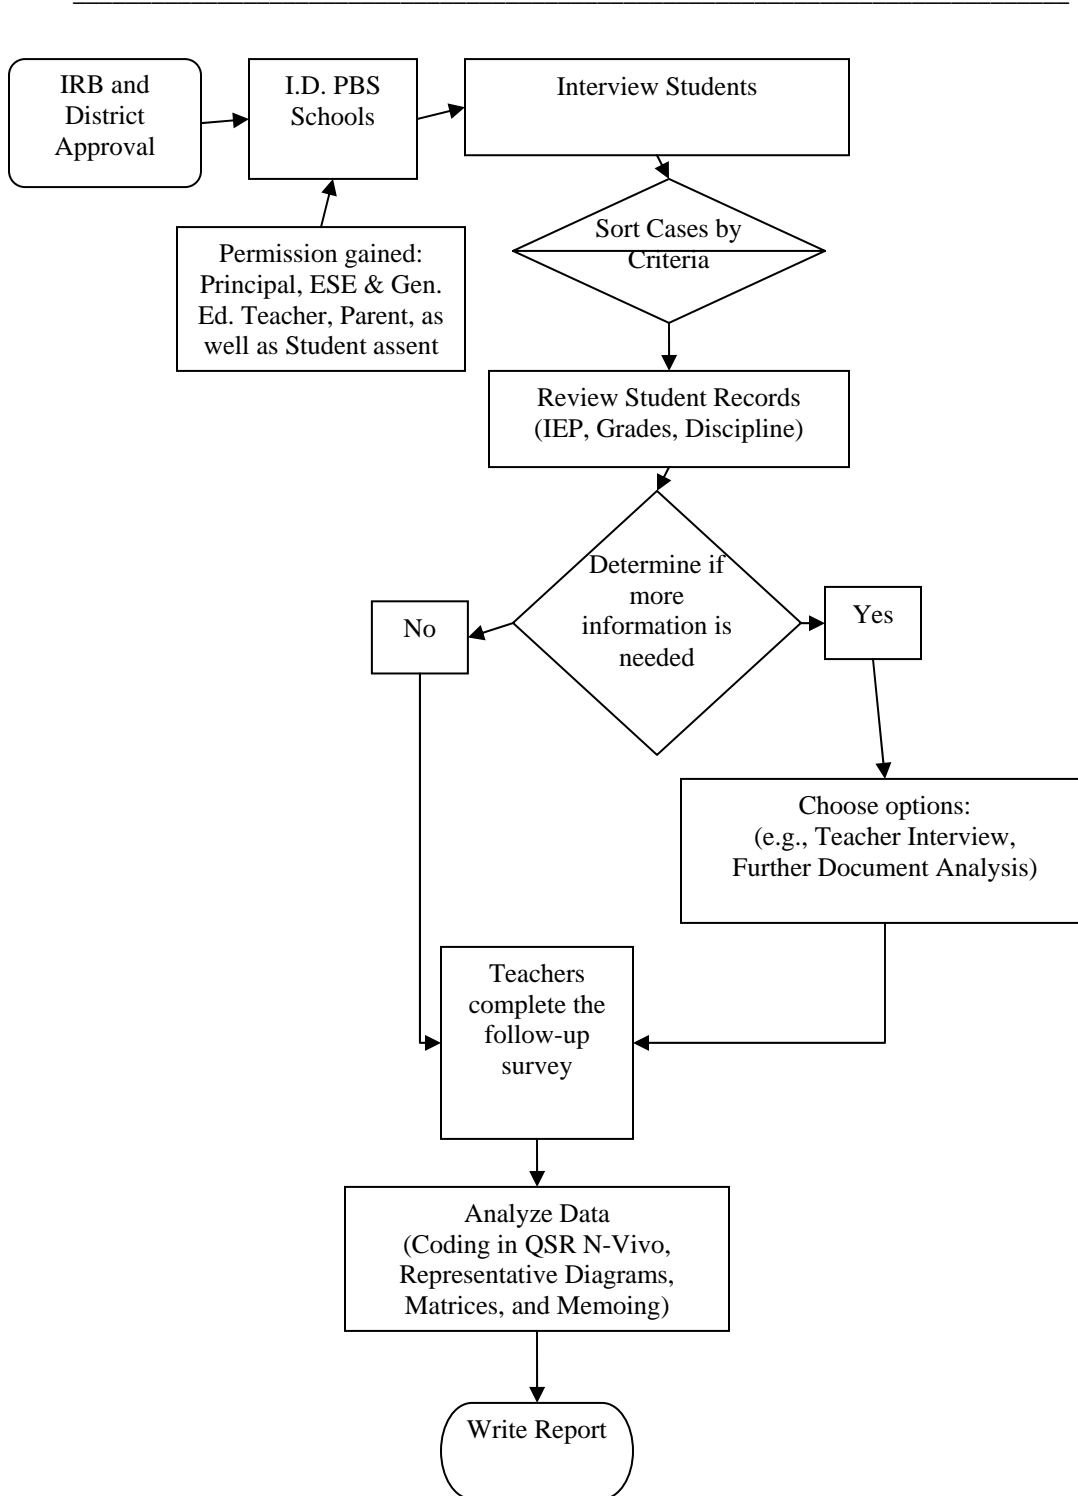 IRB and
District
Approval
I.D. PBS
Schools
Interview Students
Permission gained:
Principal, ESE & Gen.
Ed. Teacher, Parent, as
well as Student assent
Sort Cases by
Criteria
Review Student Records
(IEP, Grades, Discipline)
Determine if
more
information is
needed
No
Yes
Choose options:
(e.g., Teacher Interview,
Further Document Analysis)
Teachers
complete the
follow-up
survey
Analyze Data
(Coding in QSR N-Vivo,
Representative Diagrams,
Matrices, and Memoing)
Write Report